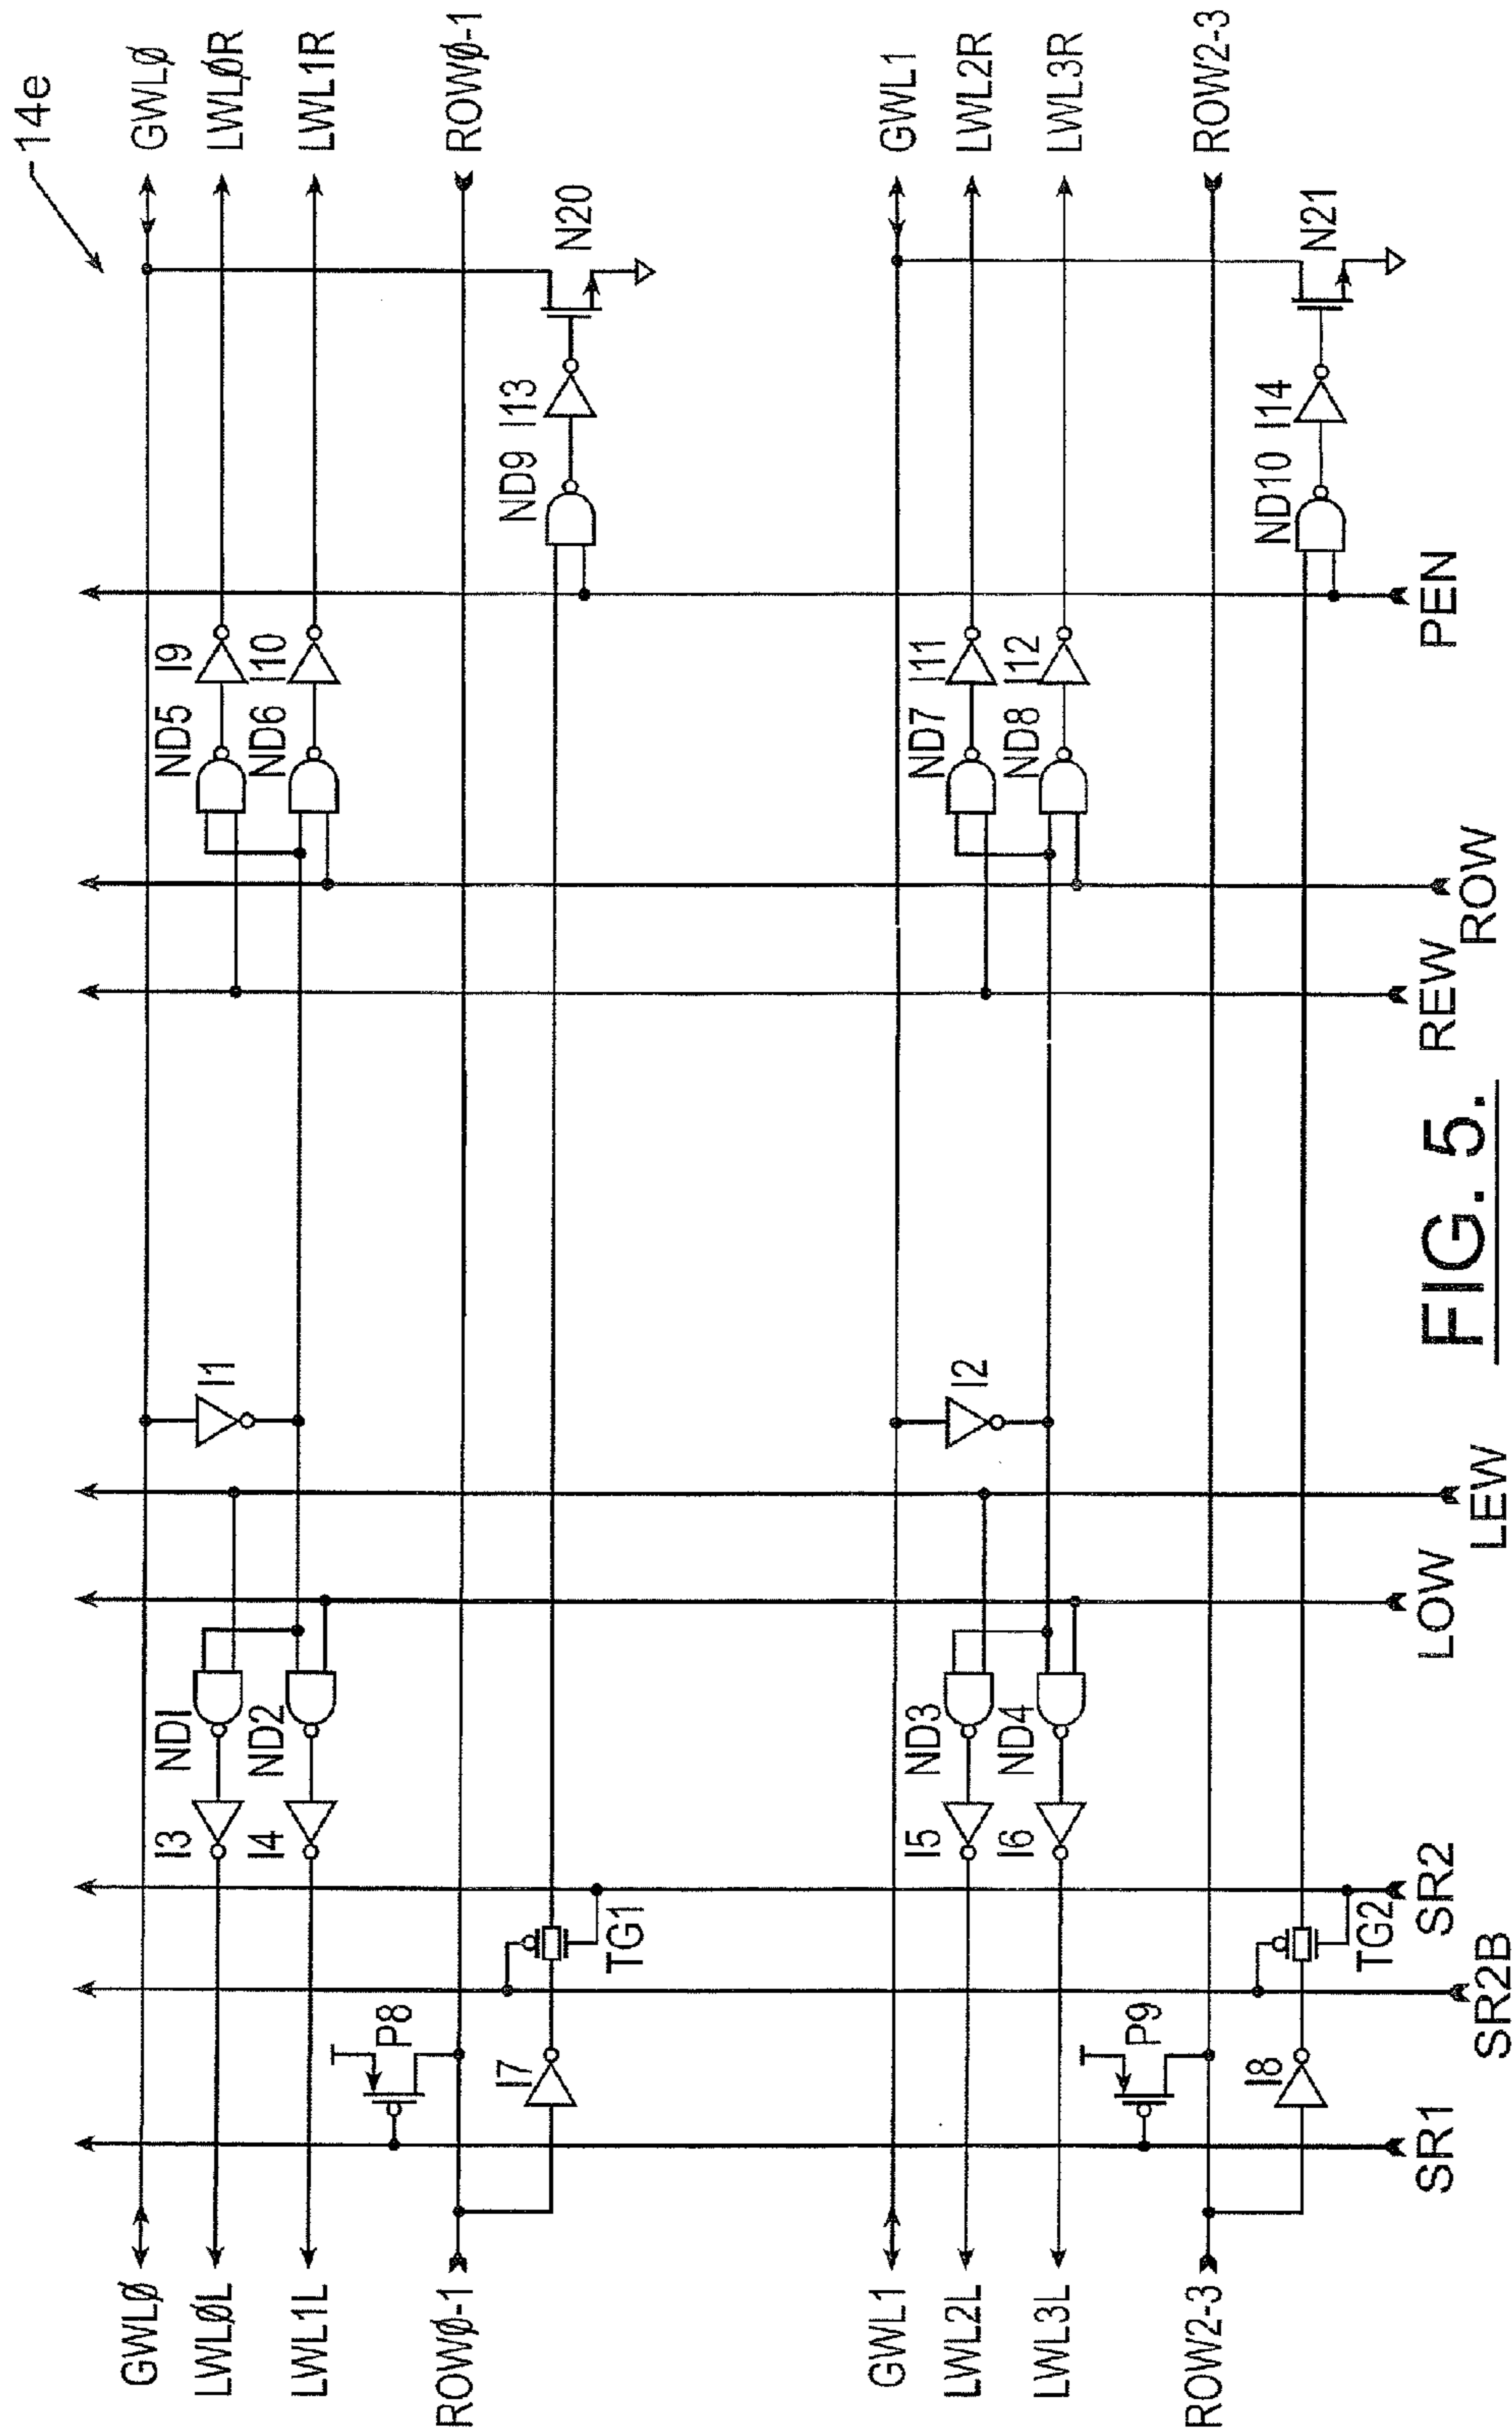 14e
GWLØ
GWLØ
LWLØL
I3
ND1
I1
ND5
I9
LWLØR
LWL1L
I4
ND2
ND6
I10
LWL1R
P8
ROWØ-1
ROWØ-1
I7
TG1
ND9
I13
N20
GWL1
GWL1
LWL2L
I5
ND3
I2
ND7
I11
LWL2R
LWL3L
I6
ND4
ND8
I12
LWL3R
P9
ROW2-3
ROW2-3
I8
TG2
ND10
I14
N21
SR1
SR2B
SR2
LOW
LEW
REW
ROW
PEN
FIG. 5.